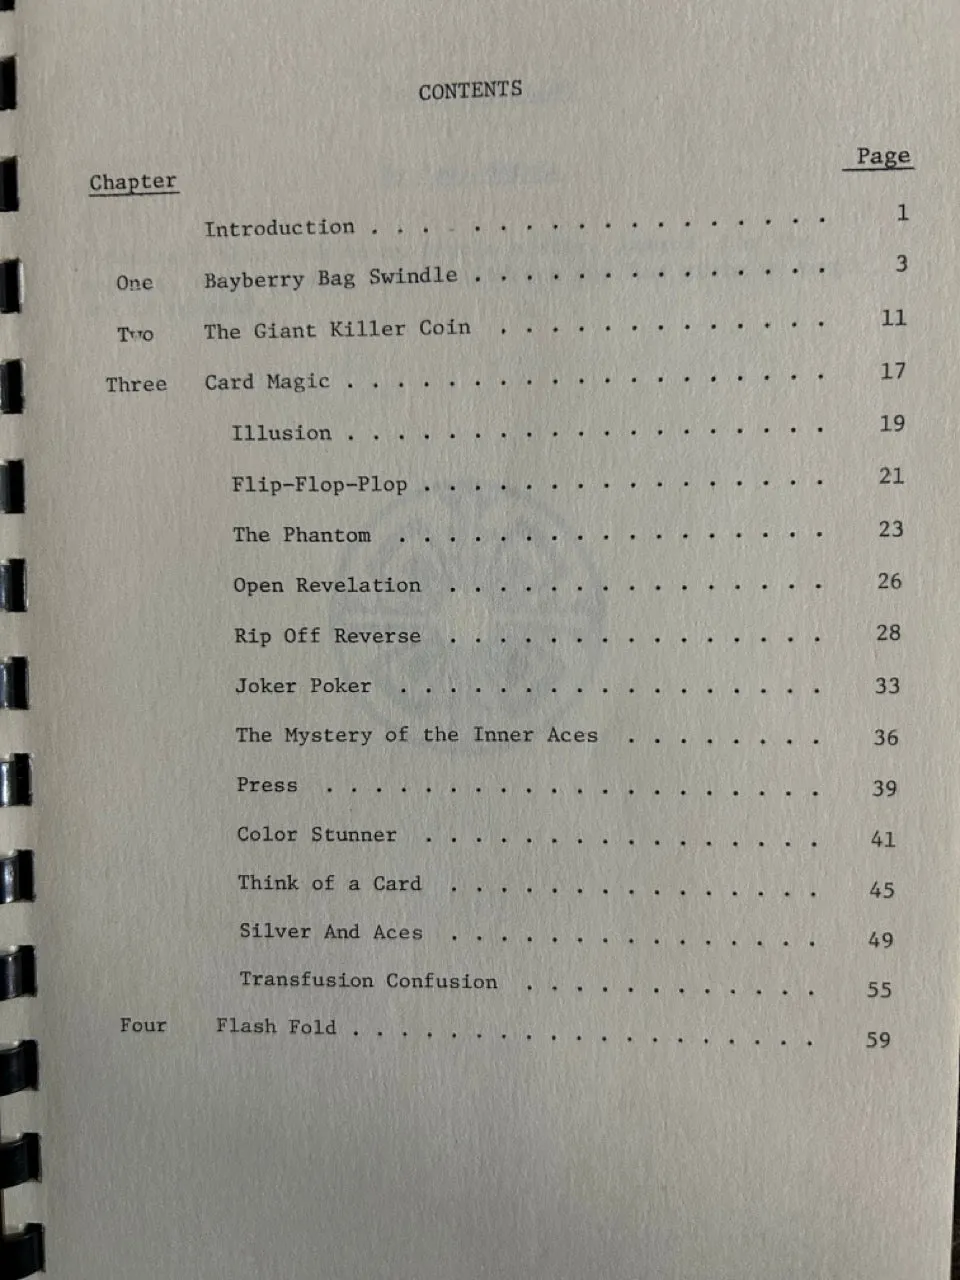 CONTENTS
Chapter Page
Introduction . . . . . . . . . . . . . . . . . . . 1
One Bayberry Bag Swindle . . . . . . . . . . . . . . . 3
Two The Giant Killer Coin . . . . . . . . . . . . . . 11
Three Card Magic . . . . . . . . . . . . . . . . . . . . 17
Illusion . . . . . . . . . . . . . . . . . . . . 19
Flip-Flop-Plop . . . . . . . . . . . . . . . . . 21
The Phantom . . . . . . . . . . . . . . . . . . 23
Open Revelation . . . . . . . . . . . . . . . . 26
Rip Off Reverse . . . . . . . . . . . . . . . . 28
Joker Poker . . . . . . . . . . . . . . . . . . 33
The Mystery of the Inner Aces . . . . . . . . 36
Press . . . . . . . . . . . . . . . . . . . . 39
Color Stunner . . . . . . . . . . . . . . . . 41
Think of a Card . . . . . . . . . . . . . . . 45
Silver And Aces . . . . . . . . . . . . . . . 49
Transfusion Confusion . . . . . . . . . . . . 55
Four Flash Fold . . . . . . . . . . . . . . . . . . . 59